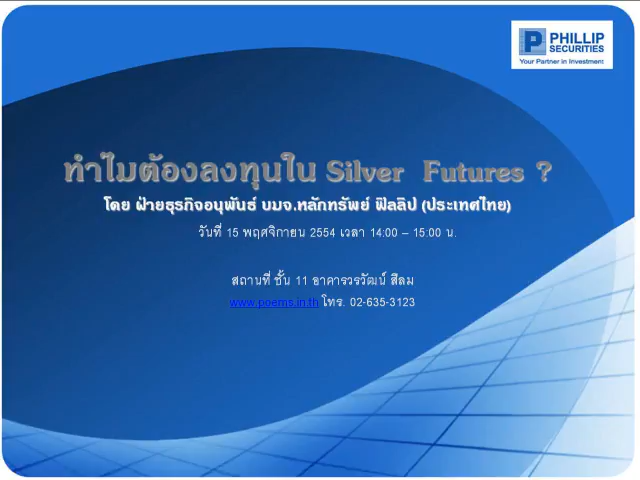 PHILLIP
SECURITIES
Your Partner in Investment
ทำไมต้องลงทุนใน Silver Futures ?
โดย ฝ่ายธุรกิจอนุพันธ์ บมจ.หลักทรัพย์ ฟิลลิป (ประเทศไทย)
วันที่ 15 พฤศจิกายน 2554 เวลา 14:00 – 15:00 น.
สถานที่ ชั้น 11 อาคารวรวัฒน์ สีลม
www.poems.in.th โทร. 02-635-3123